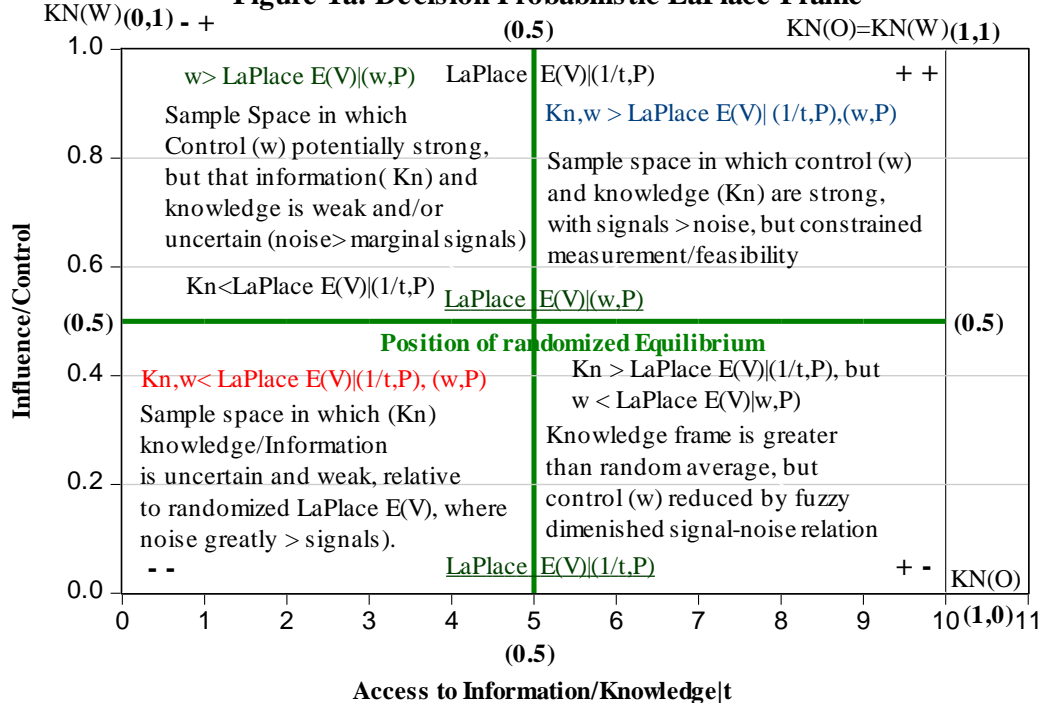 Figure 1a: Decision Probabilistic LaPlace Frame
KN(W)(0,1) - +
(0.5)
KN(O)=KN(W)(1,1)
1.0
w> LaPlace E(V)|(w,P)
LaPlace E(V)|(1/t,P)
+ +
Sample Space in which
Control (w) potentially strong,
but that information( Kn) and
knowledge is weak and/or
uncertain (noise>marginal signals)
Kn,w > LaPlace E(V)| (1/t,P),(w,P)
Sample space in which control (w)
and knowledge (Kn) are strong,
with signals >noise, but constrained
measurement/feasibility
0.8
0.6
Kn<LaPlace E(V)|(1/t,P)
LaPlace E(V)|(w,P)
Influence/Control
(0.5)
(0.5)
Position of randomized Equilibrium
0.4
Kn,w< LaPlace E(V)|(1/t,P), (w,P)
Sample space in which (Kn)
knowledge/Information
is uncertain and weak, relative
to randomized LaPlace E(V), where
noise greatly > signals).
- -
Kn > LaPlace E(V)|(1/t,P), but
w < LaPlace E(V)|w,P)
Knowledge frame is greater
than random average, but
control (w) reduced by fuzzy
dimenished signal-noise relation
0.2
LaPlace E(V)|(1/t,P)
+ -
KN(O)
0.0
0 1 2 3 4 5 6 7 8 9 10 (1,0) 11
(0.5)
Access to Information/Knowledge|t